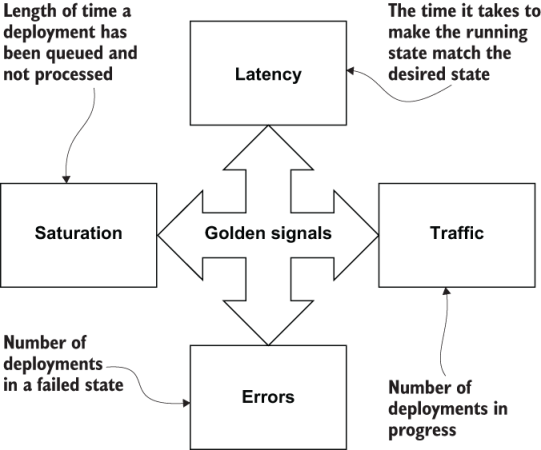 Length of time a
deployment has
been queued and
not processed
The time it takes to
make the running
state match the
desired state
Latency
Saturation
Golden signals
Traffic
Number of
deployments
in a failed state
Errors
Number of
deployments in
progress